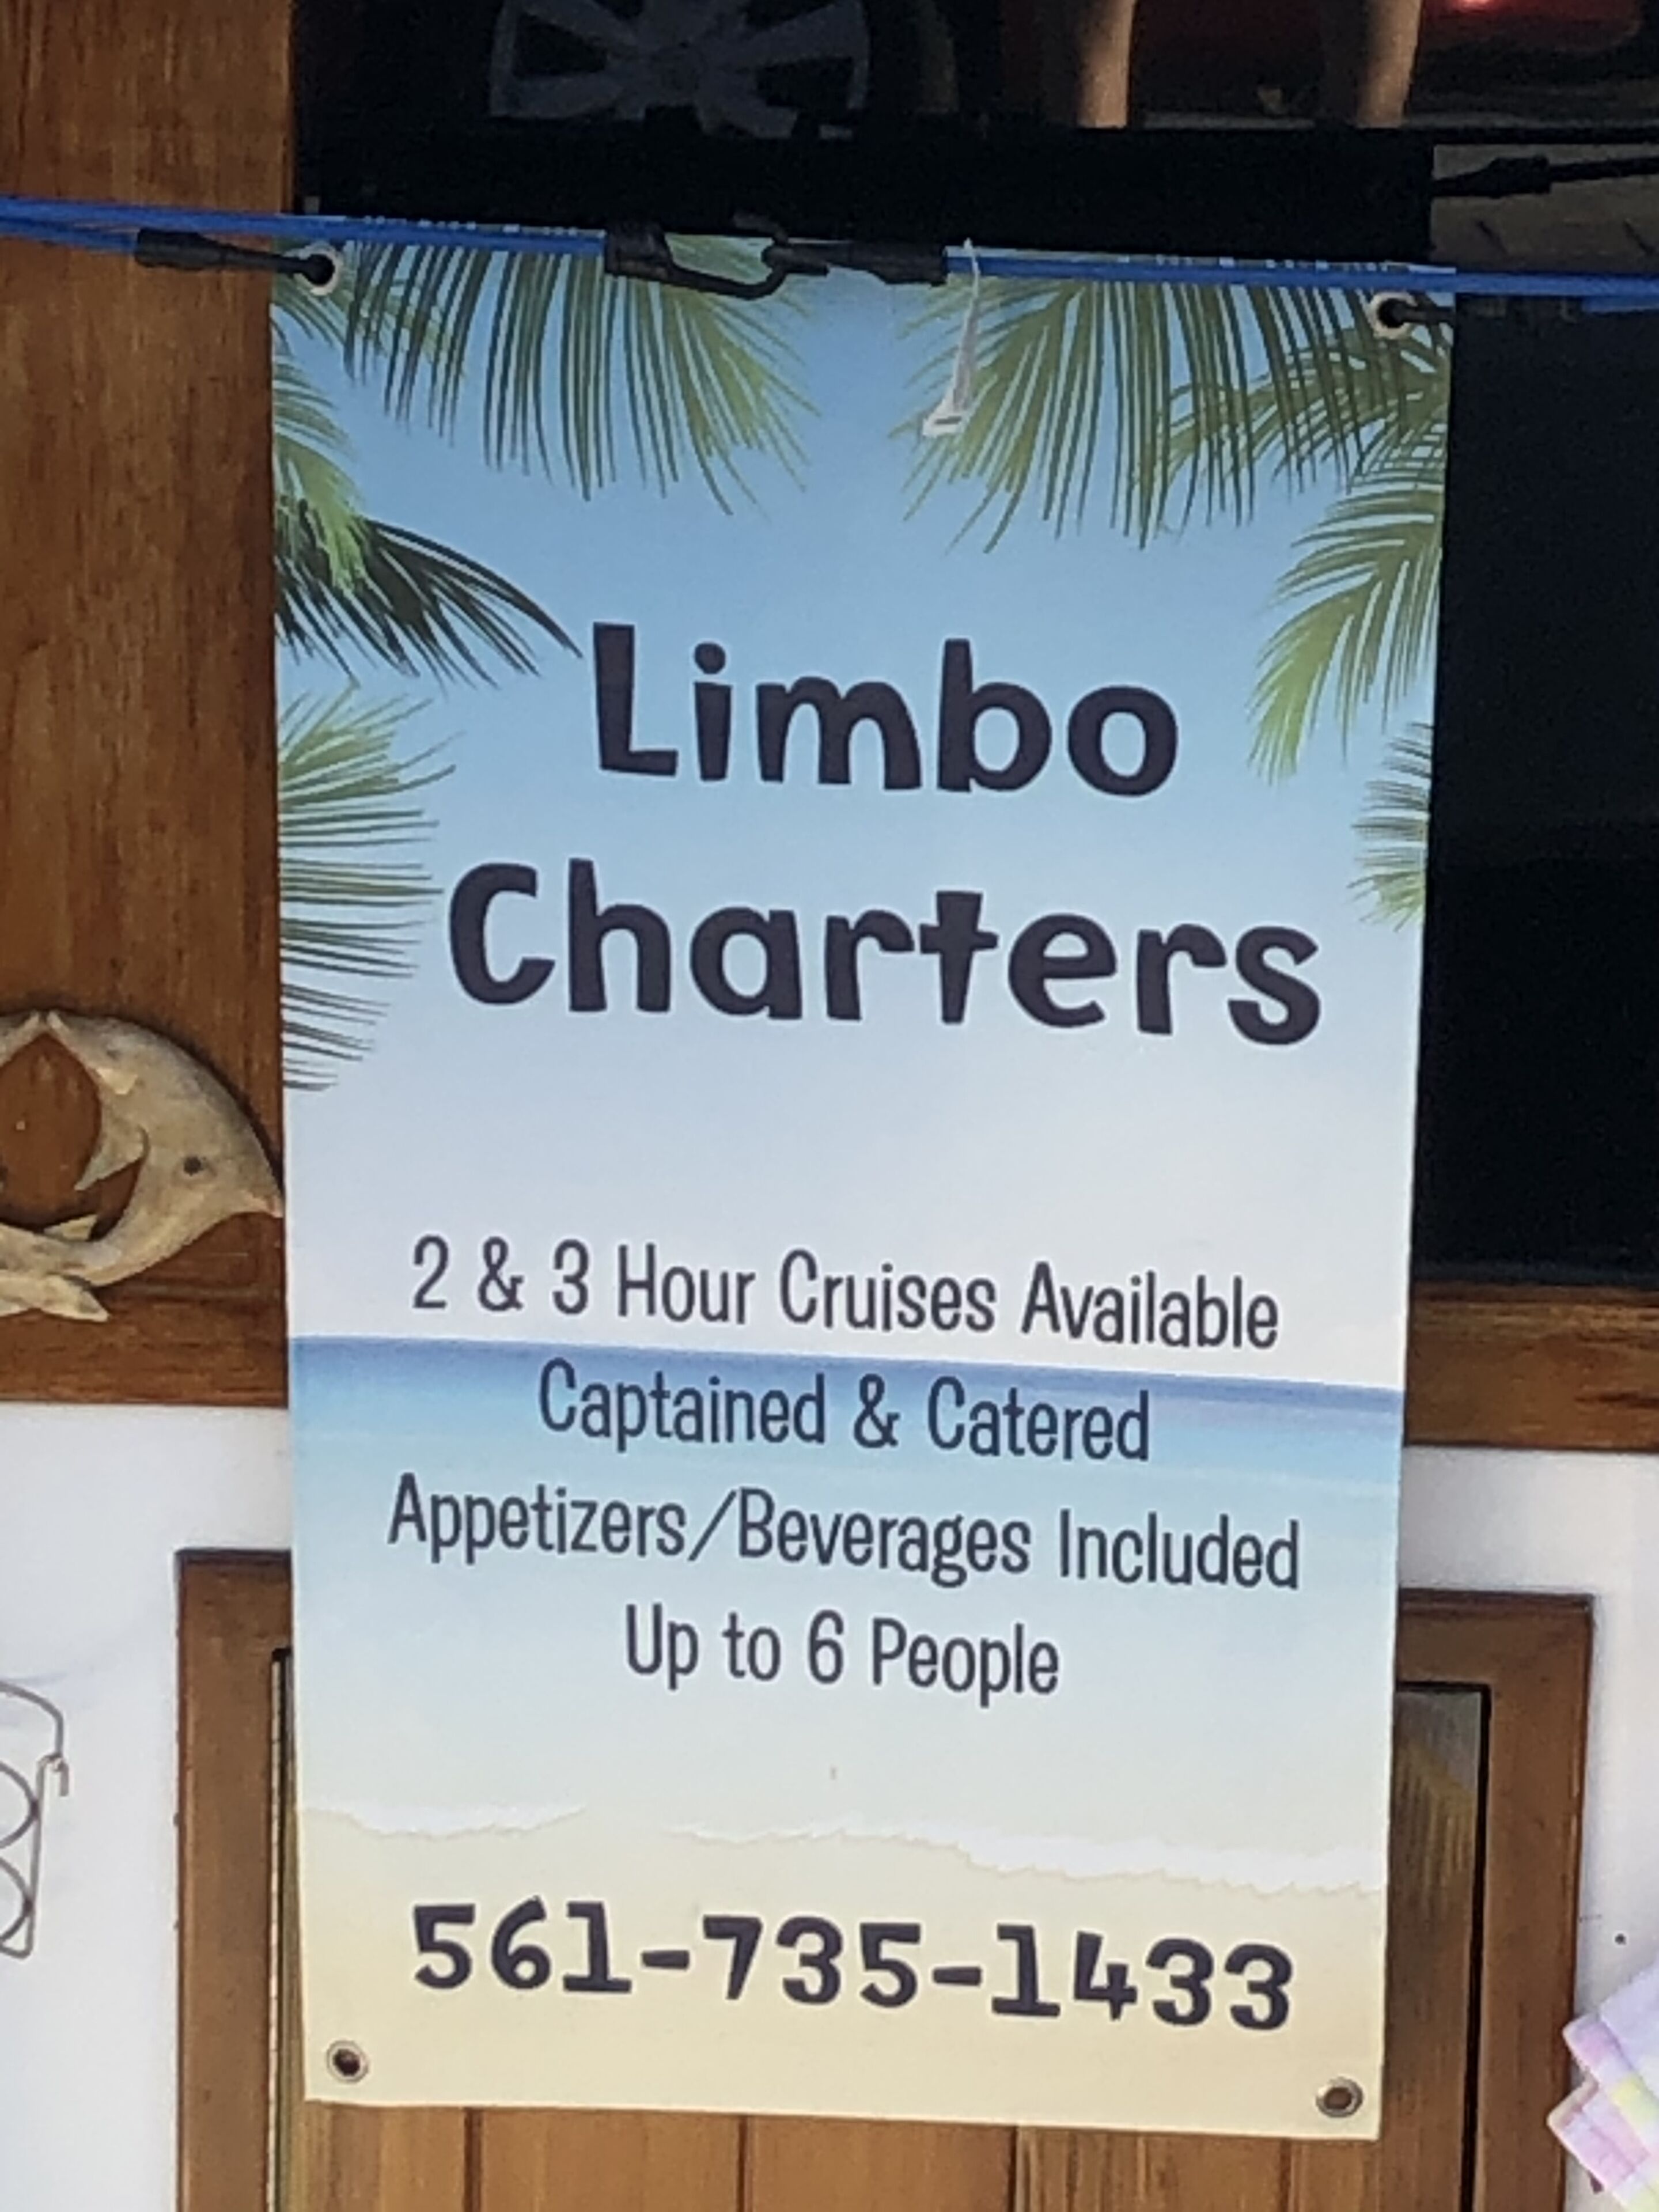 Limbo
Charters
2 & 3 Hour Cruises Available
Captained & Catered
Appetizers/Beverages Included
Up to 6 People
561-735-1433